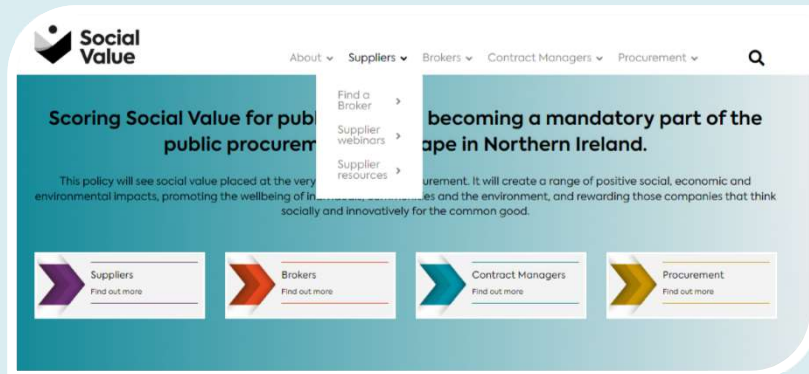 Social
Value
About Suppliers Brokers Contract Managers Procurement
Find a
Broker
Supplier
webinars
Supplier
resources
Scoring Social Value for publ becoming a mandatory part of the
public procurem ape in Northern Ireland.
This policy will see social value placed at the very urement. It will create a range of positive social, economic and
environmental impacts, promoting the wellbeing of and the environment, and rewarding those companies that think
socially and innovatively for the common good.
Suppliers
Find out more
Brokers
Find out more
Contract Managers
Find out more
Procurement
Find out more